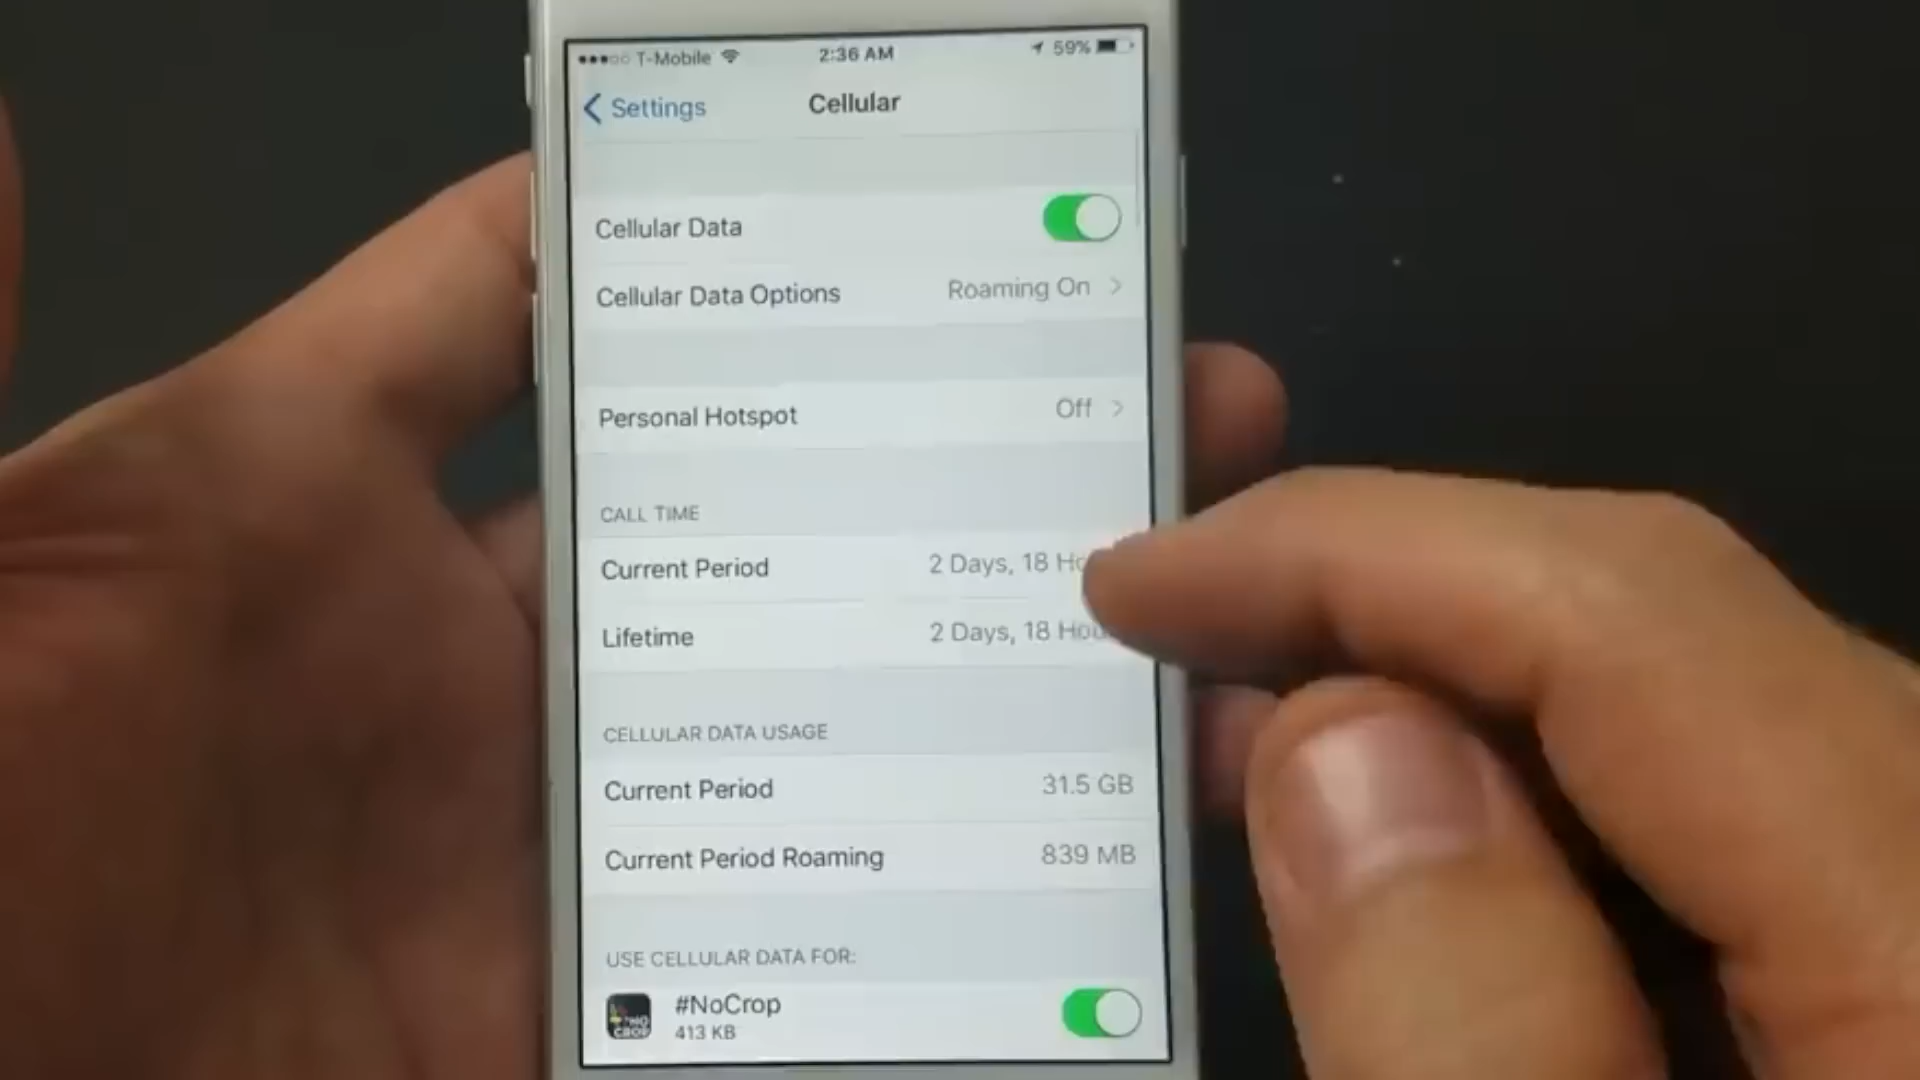 T-Mobile 2:36 AM 59%
Settings Cellular
Cellular Data
Cellular Data Options Roaming On
Personal Hotspot Off
CALL TIME
Current Period 2 Days, 18
Lifetime 2 Days, 18
CELLULAR DATA USAGE
Current Period 31.5 GB
Current Period Roaming 839 MB
USE CELLULAR DATA FOR:
#NoCrop
413 KB